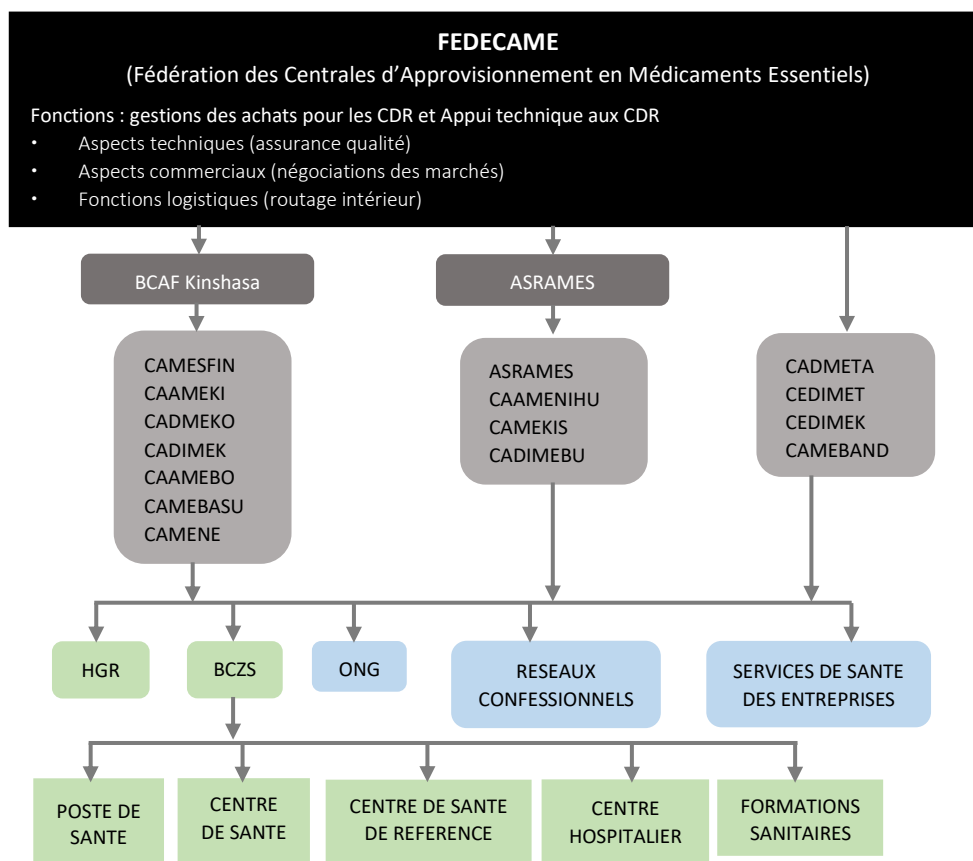 FEDECAME
(Fédération des Centrales d'Approvisionnement en Médicaments Essentiels)
Fonctions : gestions des achats pour les CDR et Appui technique aux CDR
• Aspects techniques (assurance qualité)
• Aspects commerciaux (négociations des marchés)
• Fonctions logistiques (routage intérieur)
BCAF Kinshasa
ASRAMES
CAMESFIN
CAAMEKI
CADMEKO
CADIMEK
CAAMEBO
CAMEBASU
CAMENE
ASRAMES
CAAMENIHU
CAMEKIS
CADIMEBU
CADMETA
CEDIMET
CEDIMEK
CAMEBAND
HGR
BCZS
ONG
RESEAUX
CONFESSIONNELS
SERVICES DE SANTE
DES ENTREPRISES
POSTE DE
SANTE
CENTRE
DE SANTE
CENTRE DE SANTE
DE REFERENCE
CENTRE
HOSPITALIER
FORMATIONS
SANITAIRES